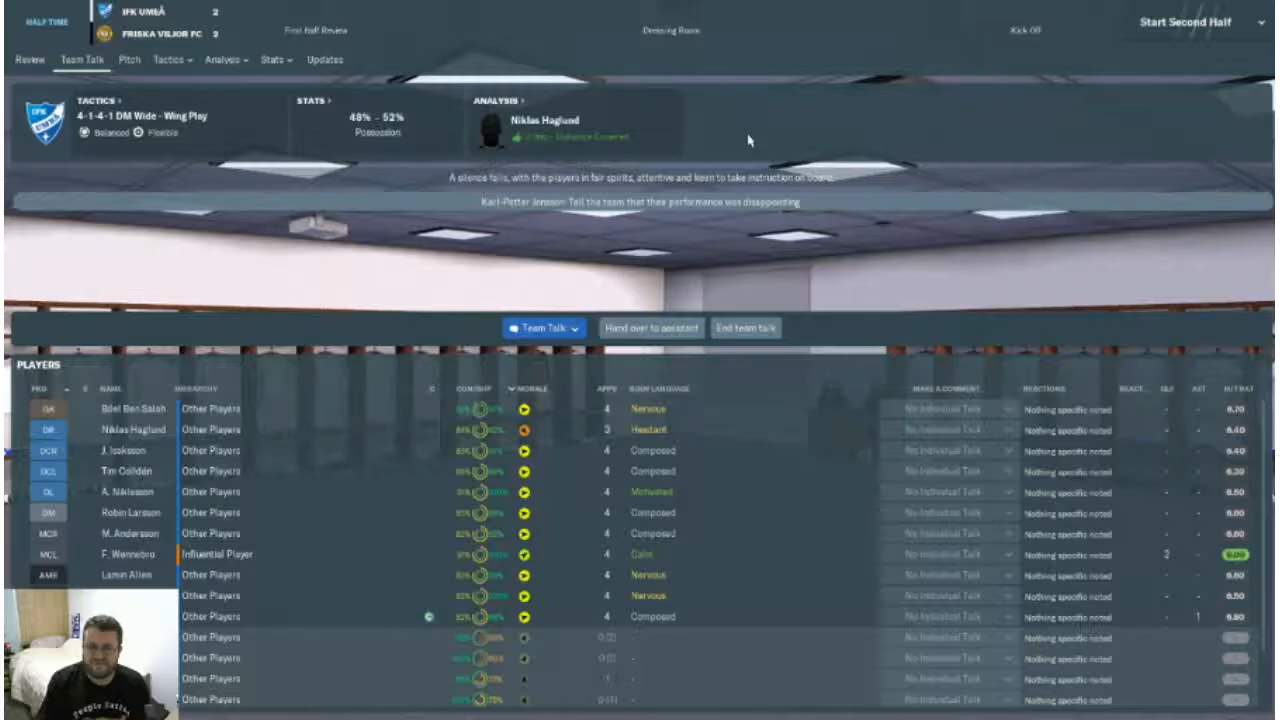 HALF TIME
IFK UMEÅ 2
FRISKA VILJOR FC 2
First Half Review
Dressing Room
Kick Off
Start Second Half
Review Team Talk Pitch Tactics Analysis Stats Updates
TACTICS
4-1-4-1 DM Wide - Wing Play
Balanced Flexible
STATS
48% - 52%
Possession
ANALYSIS
Niklas Haglund
A silence falls, with the players in fair spirits, attentive and keen to take instruction on board.
Karl-Petter Jonsson: Tell the team that their performance was disappointing
Team Talk Hand over to assistant End team talk
PLAYERS
NAME HIERARCHY MORALE APPS BODY LANGUAGE MAKE A COMMENT... REACTIONS REACT...
GK Bilel Ben Salah Other Players 4 Nervous No Individual Talk Nothing specific noted - - 6.70
DR Niklas Haglund Other Players 3 Hesitant No Individual Talk Nothing specific noted - - 6.40
DCR J. Isaksson Other Players 4 Composed No Individual Talk Nothing specific noted - - 6.40
DCL Tim Colldén Other Players 4 Composed No Individual Talk Nothing specific noted - -
DL A. Niklasson Other Players 4 Motivated No Individual Talk Nothing specific noted - - 6.50
DM Robin Larsson Other Players 4 Composed No Individual Talk Nothing specific noted - - 6.60
MCR M. Andersson Other Players 4 Composed No Individual Talk Nothing specific noted - - 6.60
MCL F. Wennebro Influential Player 4 Calm No Individual Talk Nothing specific noted 2 -
AMR Lamin Allen Other Players 4 Nervous No Individual Talk Nothing specific noted - - 6.60
Other Players 4 Nervous No Individual Talk Nothing specific noted - - 6.50
Other Players 4 Composed No Individual Talk Nothing specific noted - 1
Other Players No Individual Talk Nothing specific noted
Other Players No Individual Talk Nothing specific noted
Other Players No Individual Talk Nothing specific noted
Other Players No Individual Talk Nothing specific noted